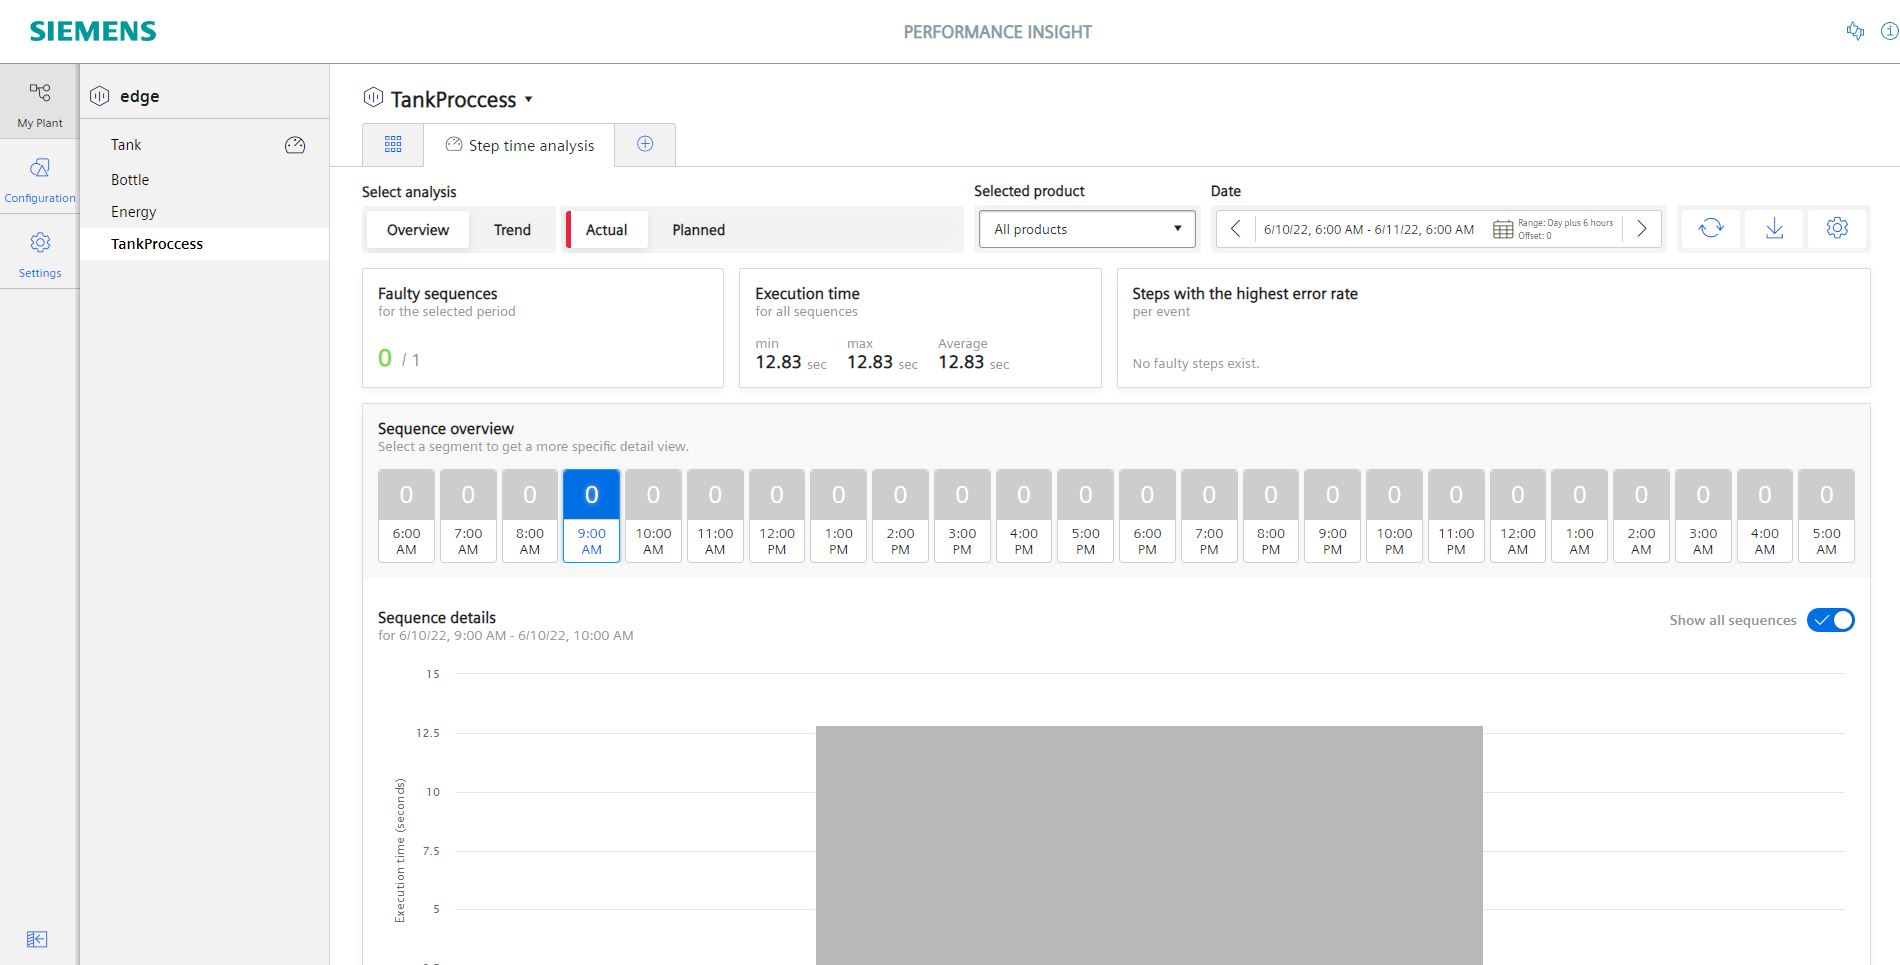 SIEMENS
PERFORMANCE INSIGHT
My Plant
Configuration
Settings
edge
Tank
Bottle
Energy
TankProccess
TankProccess
Step time analysis
Select analysis
Overview
Trend
Actual
Planned
Selected product
All products
Date
6/10/22, 6:00 AM - 6/11/22, 6:00 AM
Range: Day plus 6 hours
Offset: 0
Faulty sequences
for the selected period
0 / 1
Execution time
for all sequences
min max Average
12.83 sec 12.83 sec 12.83 sec
Steps with the highest error rate
per event
No faulty steps exist.
Sequence overview
Select a segment to get a more specific detail view.
0 0 0 0 0 0 0 0 0 0 0 0 0 0 0 0 0 0 0 0 0 0 0 0
6:00 7:00 8:00 9:00 10:00 11:00 12:00 1:00 2:00 3:00 4:00 5:00 6:00 7:00 8:00 9:00 10:00 11:00 12:00 1:00 2:00 3:00 4:00 5:00
AM AM AM AM AM AM PM PM PM PM PM PM PM PM PM PM PM PM AM AM AM AM AM AM
Sequence details
for 6/10/22, 9:00 AM - 6/10/22, 10:00 AM
Show all sequences
15
12.5
10
7.5
5
Execution time (seconds)